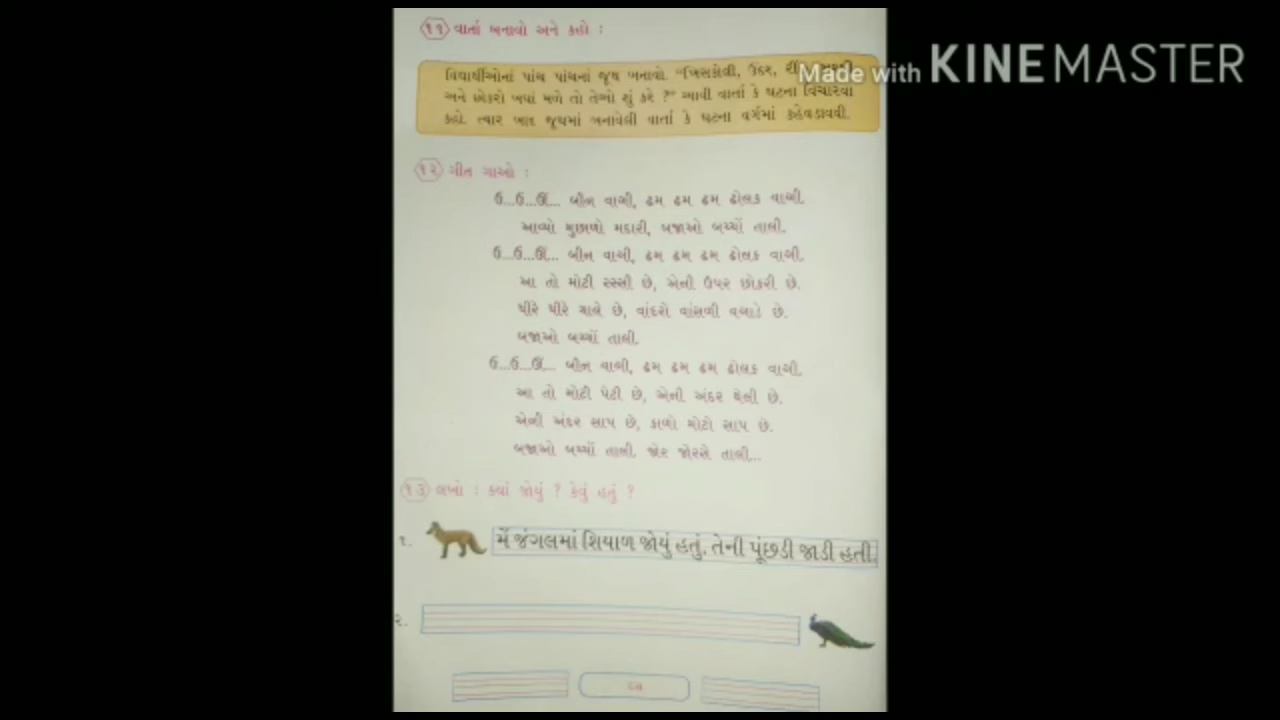 ૧૧ વાર્તા બનાવો અને કહો :
Made with KINEMASTER
વિદ્યાર્થીઓનાં પાંચ પાંચનાં જૂથ બનાવો. "ખિસકોલી, ઉંદર,
અને છોકરો બધાં મળે તો તેઓ શું કરે ?" આવી વાર્તા કે ઘટના વિચારવા
કહો. ત્યાર બાદ જૂથમાં બનાવેલી વાર્તા કે ઘટના વર્ગમાં કહેવડાવવી.
૧૨ ગીત ગાઓ :
ઉ...ઉ...ઊ... બીન વાગી, ઢમ ઢમ ઢમ ઢોલક વાગી.
આવ્યો મુછાળો મદારી, બજાઓ બચ્ચોં તાલી.
ઉ...ઉ...ઊ... બીન વાગી, ઢમ ઢમ ઢમ ઢોલક વાગી.
આ તો મોટી રસ્સી છે, એની ઉપર છોકરી છે.
ધીરે ધીરે ચાલે છે, વાંદરો વાંસળી વગાડે છે.
બજાઓ બચ્ચોં તાલી.
ઉ...ઉ...ઊ... બીન વાગી, ઢમ ઢમ ઢમ ઢોલક વાગી.
આ તો મોટી પેટી છે, એની અંદર થેલી છે.
એની અંદર સાપ છે, કાળો મોટો સાપ છે.
બજાઓ બચ્ચોં તાલી. જોર જોરસે તાલી...
૧૩ લખો : ક્યાં જોયું ? કેવું હતું ?
૧. મેં જંગલમાં શિયાળ જોયું હતું. તેની પૂંછડી જાડી હતી.
૨.
દસ